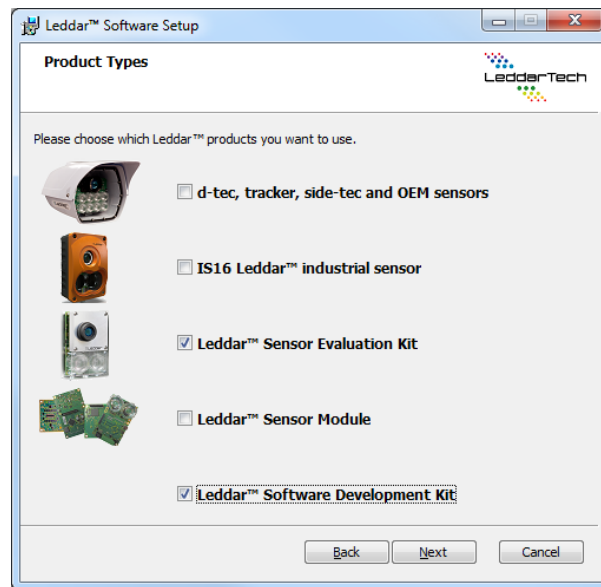 Leddar™ Software Setup
Product Types
LeddarTech
Please choose which Leddar™ products you want to use.
d-tec, tracker, side-tec and OEM sensors
IS16 Leddar™ industrial sensor
Leddar™ Sensor Evaluation Kit
Leddar™ Sensor Module
Leddar™ Software Development Kit
Back Next Cancel